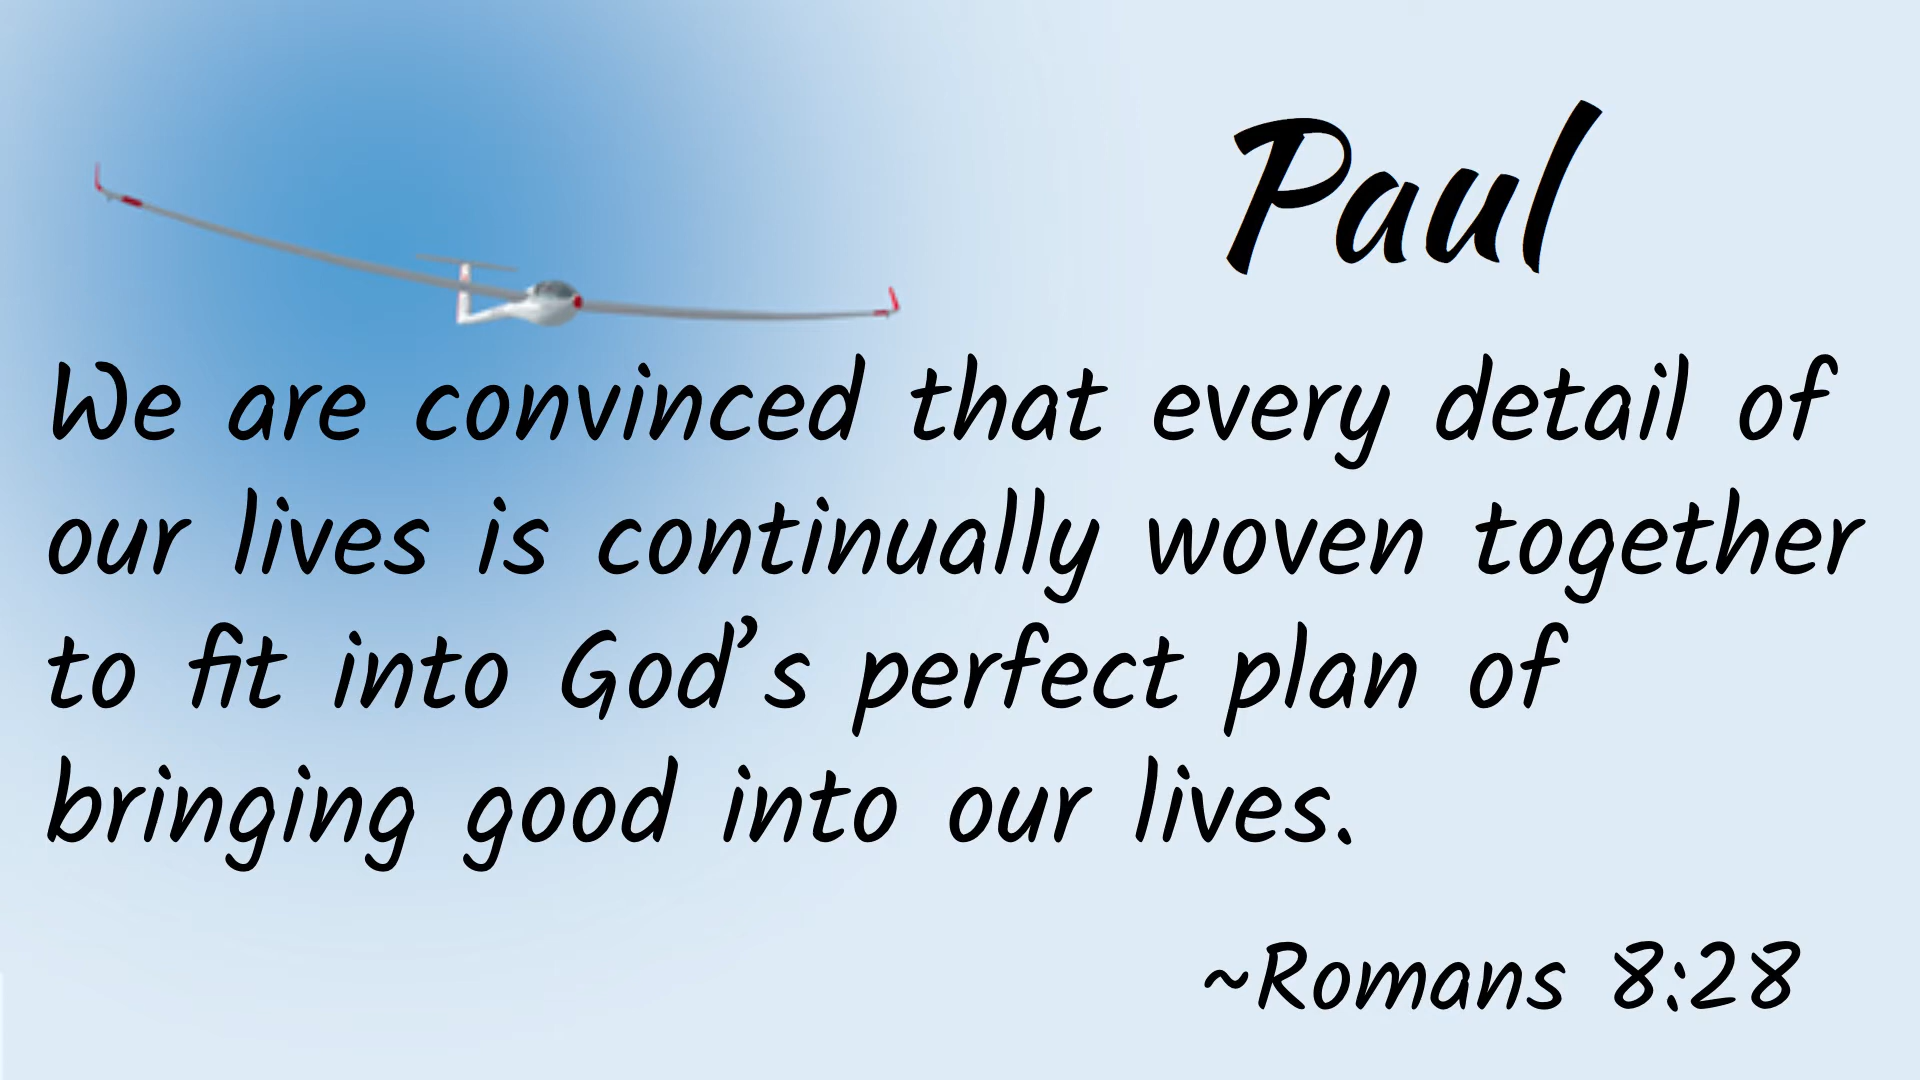 Paul
We are convinced that every detail of
our lives is continually woven together
to fit into God’s perfect plan of
bringing good into our lives.
~Romans 8:28